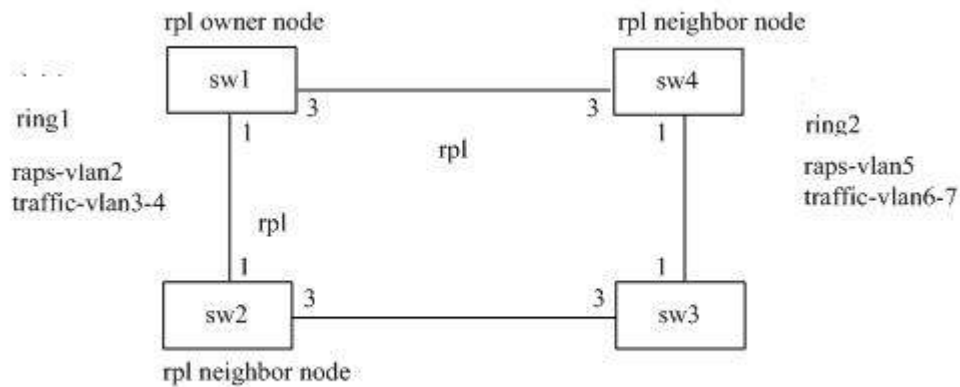 rpl owner node
rpl neighbor node
sw1
sw4
3
3
ring1
1
1
ring2
rpl
raps-vlan2
traffic-vlan3-4
raps-vlan5
traffic-vlan6-7
rpl
1
1
3
3
sw2
sw3
rpl neighbor node